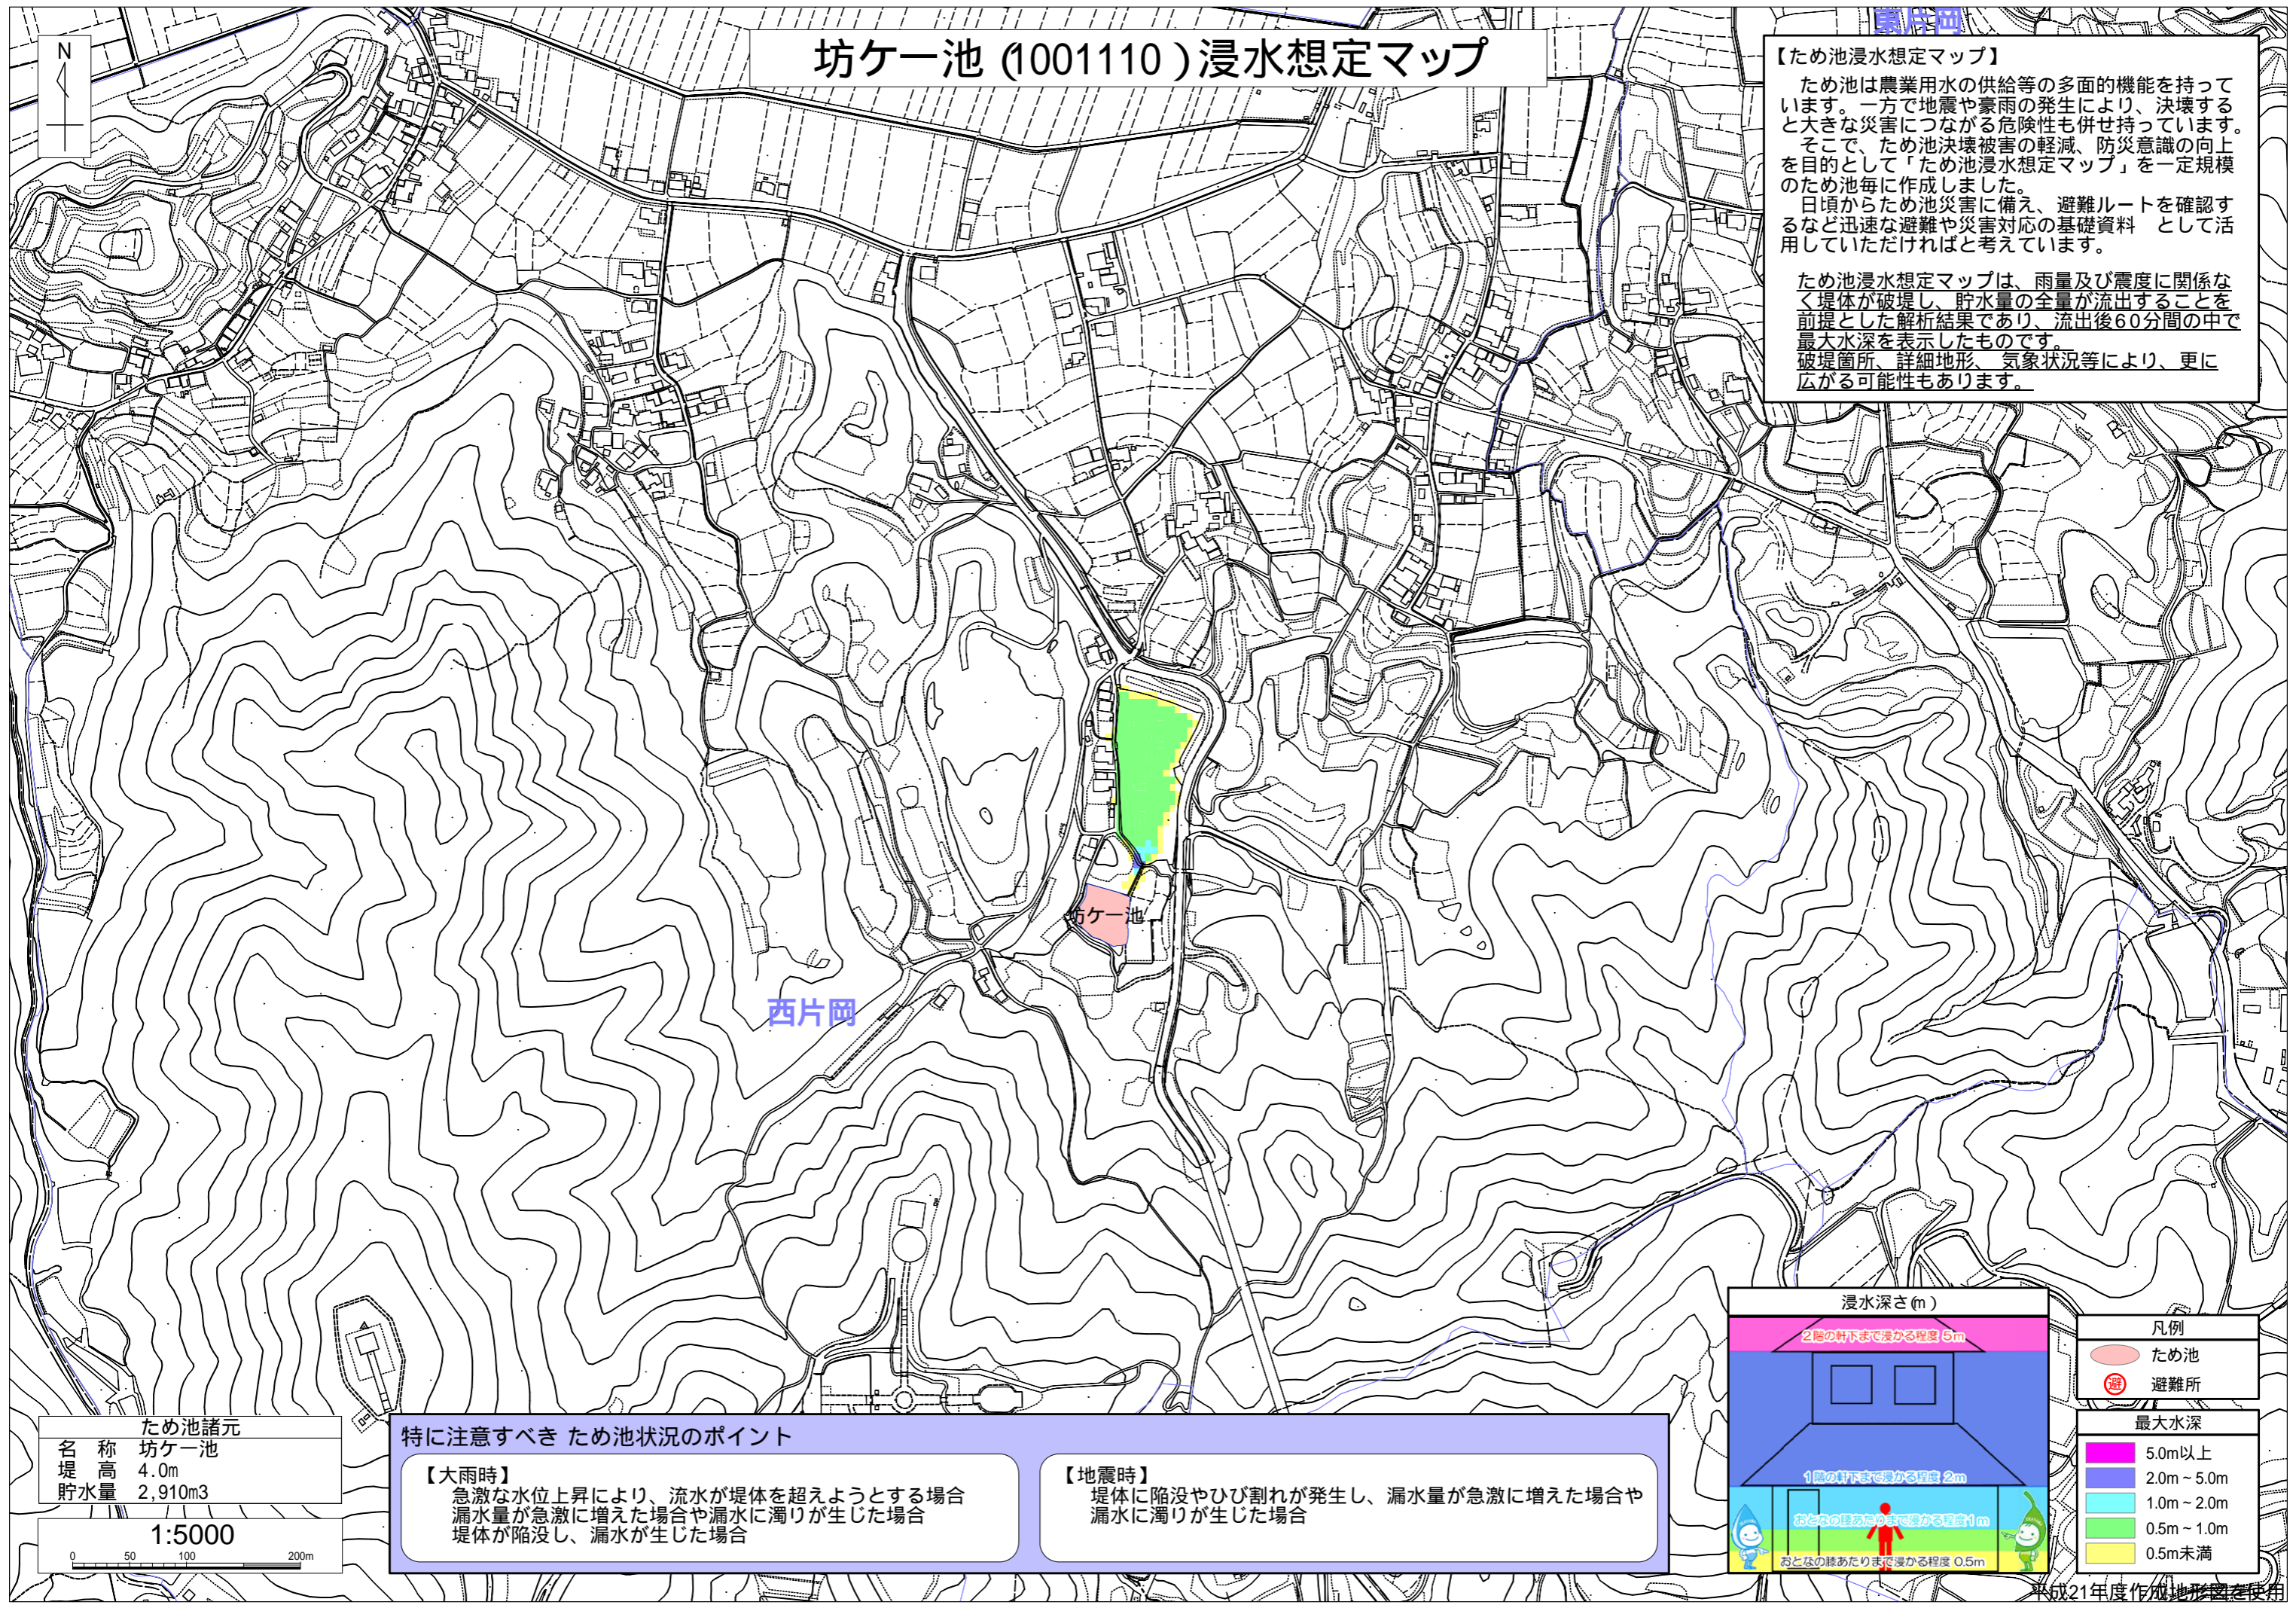 東片岡
N
坊ケ一池 (1001110) 浸水想定マップ
【ため池浸水想定マップ】
ため池は農業用水の供給等の多面的機能を持って
います。一方で地震や豪雨の発生により、決壊する
と大きな災害につながる危険性も併せ持っています。
そこで、ため池決壊被害の軽減、防災意識の向上
を目的として「ため池浸水想定マップ」を一定規模
のため池毎に作成しました。
日頃からため池災害に備え、避難ルートを確認す
るなど迅速な避難や災害対応の基礎資料 として活
用していただければと考えています。
ため池浸水想定マップは、雨量及び震度に関係な
く堤体が破堤し、貯水量の全量が流出することを
前提とした解析結果であり、流出後60分間の中で
最大水深を表示したものです。
破堤箇所、詳細地形、気象状況等により、更に
広がる可能性もあります。
坊ケ一池
西片岡
ため池諸元
名 称 坊ケ一池
堤 高 4.0m
貯水量 2,910m3
1:5000
0 50 100 200m
特に注意すべき ため池状況のポイント
【大雨時】
急激な水位上昇により、流水が堤体を超えようとする場合
漏水量が急激に増えた場合や漏水に濁りが生じた場合
堤体が陥没し、漏水が生じた場合
【地震時】
堤体に陥没やひび割れが発生し、漏水量が急激に増えた場合や
漏水に濁りが生じた場合
浸水深さ(m)
2階の軒下まで浸かる程度 5m
1階の軒下まで浸かる程度 2m
おとなの腰あたりまで浸かる程度1m
おとなの膝あたりまで浸かる程度 0.5m
凡例
ため池
避 避難所
最大水深
5.0m以上
2.0m~5.0m
1.0m~2.0m
0.5m~1.0m
0.5m未満
平成21年度作成地形図を使用